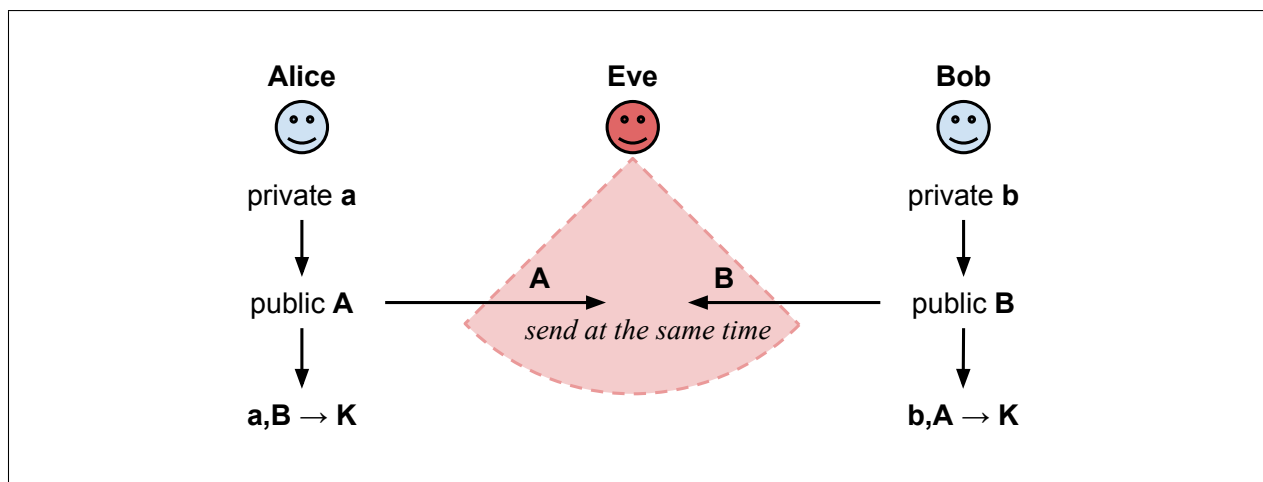 Alice Eve Bob
private a private b
A B
public A public B
send at the same time
a,B → K b,A → K